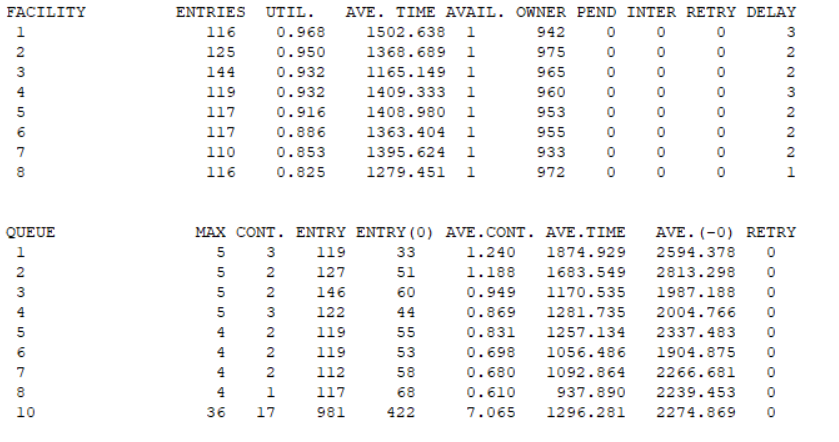 FACILITY ENTRIES UTIL. AVE. TIME AVAIL. OWNER PEND INTER RETRY DELAY
1 116 0.968 1502.638 1 942 0 0 0 3
2 125 0.950 1368.689 1 975 0 0 0 2
3 144 0.932 1165.149 1 965 0 0 0 2
4 119 0.932 1409.333 1 960 0 0 0 3
5 117 0.916 1408.980 1 953 0 0 0 2
6 117 0.886 1363.404 1 955 0 0 0 2
7 110 0.853 1395.624 1 933 0 0 0 2
8 116 0.825 1279.451 1 972 0 0 0 1
QUEUE MAX CONT. ENTRY ENTRY(0) AVE.CONT. AVE.TIME AVE.(-0) RETRY
1 5 3 119 33 1.240 1874.929 2594.378 0
2 5 2 127 51 1.188 1683.549 2813.298 0
3 5 2 146 60 0.949 1170.535 1987.188 0
4 5 3 122 44 0.869 1281.735 2004.766 0
5 4 2 119 55 0.831 1257.134 2337.483 0
6 4 2 119 53 0.698 1056.486 1904.875 0
7 4 2 112 58 0.680 1092.864 2266.681 0
8 4 1 117 68 0.610 937.890 2239.453 0
10 36 17 981 422 7.065 1296.281 2274.869 0